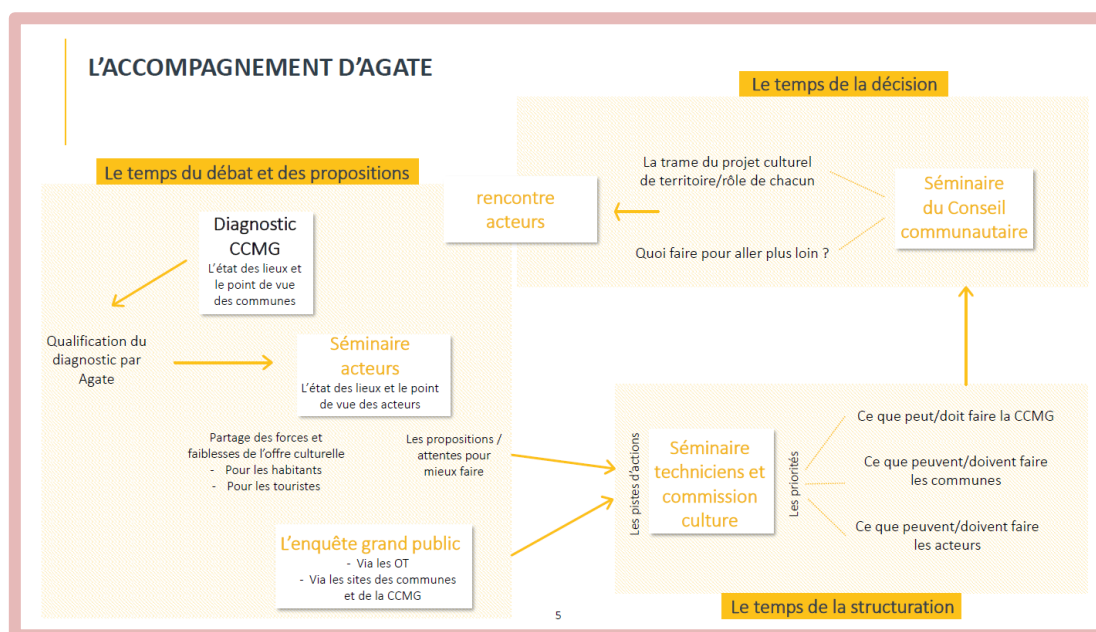 L'ACCOMPAGNEMENT D'AGATE
Le temps du débat et des propositions
Diagnostic
CCMG
L'état des lieux et
le point de vue
des communes
Qualification du
diagnostic par
Agate
Séminaire
acteurs
L'état des lieux et le point
de vue des acteurs
Partage des forces et
faiblesses de l'offre culturelle
- Pour les habitants
- Pour les touristes
Les propositions /
attentes pour
mieux faire
L'enquête grand public
- Via les OT
- Via les sites des communes
et de la CCMG
Les pistes d'actions
Séminaire
techniciens et
commission
culture
Les priorités
Ce que peut/doit faire la CCMG
Ce que peuvent/doivent faire
les communes
Ce que peuvent/doivent faire
les acteurs
Le temps de la structuration
Le temps de la décision
Séminaire
du Conseil
communautaire
La trame du projet culturel
de territoire/rôle de chacun
Quoi faire pour aller plus loin ?
rencontre
acteurs
5